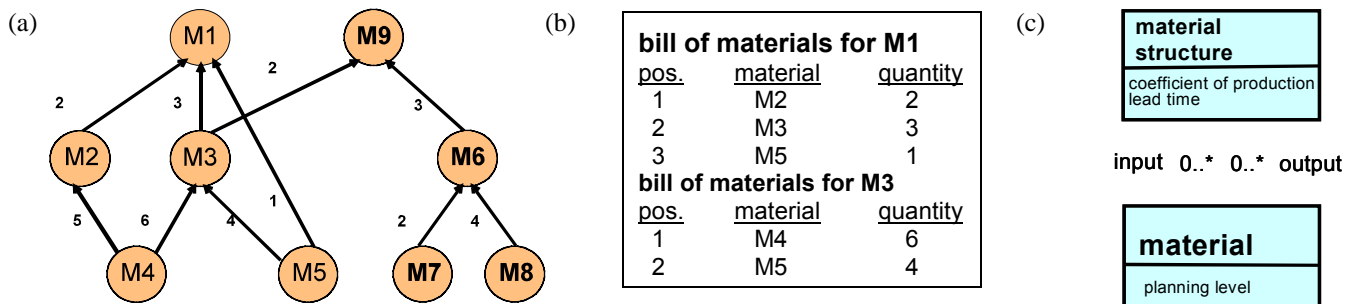 (a)
M1
M9
2
2
3
3
M2
M3
M6
5
6
4
1
2
4
M4
M5
M7
M8
(b)
bill of materials for M1
pos. material quantity
1 M2 2
2 M3 3
3 M5 1
bill of materials for M3
pos. material quantity
1 M4 6
2 M5 4
(c)
material
structure
coefficient of production
lead time
input 0..* 0..* output
material
planning level